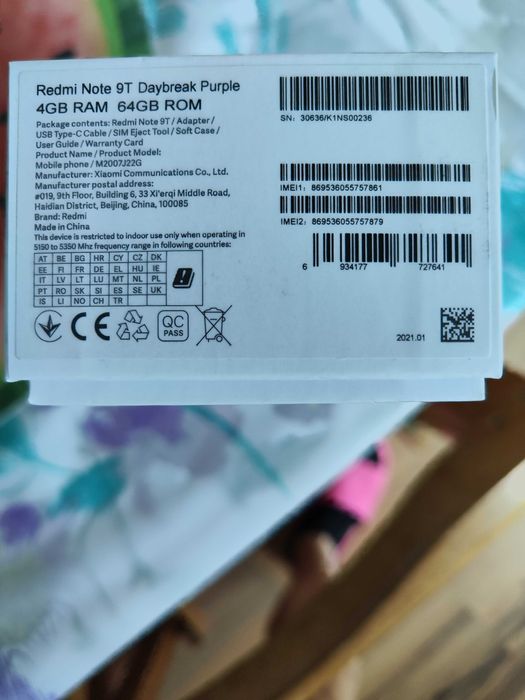 Redmi Note 9T Daybreak Purple
4GB RAM 64GB ROM
Package contents: Redmi Note 9T / Adapter /
USB Type-C Cable / SIM Eject Tool / Soft Case /
User Guide / Warranty Card
Product Name / Product Model:
Mobile phone / M2007J22G
Manufacturer: Xiaomi Communications Co., Ltd.
Manufacturer postal address:
#019, 9th Floor, Building 6, 33 Xi'erqi Middle Road,
Haidian District, Beijing, China, 100085
Brand: Redmi
Made in China
This device is restricted to indoor use only when operating in
5150 to 5350 Mhz frequency range in following countries:
AT BE BG HR CY CZ DK
EE FI FR DE EL HU IE
IT LV LT LU MT NL PL
PT RO SK SI ES SE UK
IS LI NO CH TR
CE
QC
PASS
SN: 30636/K1NS00236
IMEI1: 869536055757861
IMEI2: 869536055757879
6 934177 727641
2021.01